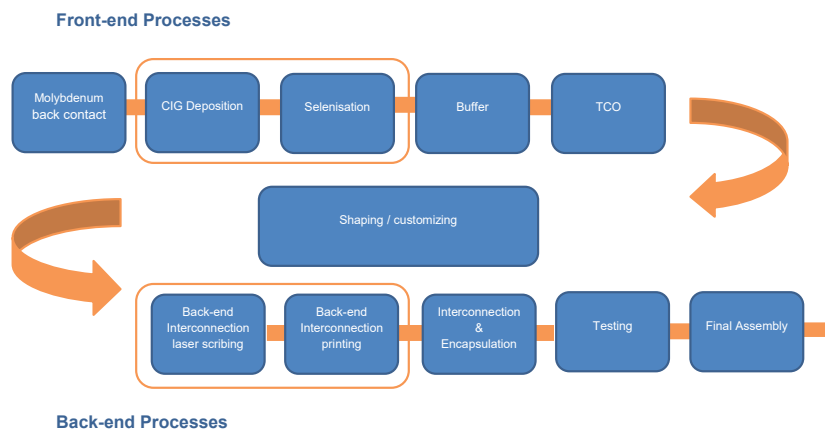 Front-end Processes
Molybdenum
back contact
CIG Deposition
Selenisation
Buffer
TCO
Shaping / customizing
Back-end
Interconnection
laser scribing
Back-end
Interconnection
printing
Interconnection
&
Encapsulation
Testing
Final Assembly
Back-end Processes